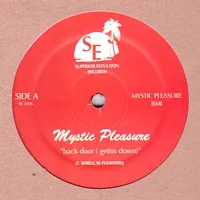 SE
SUPERIOR ELEVATION
RECORDS
SIDE A
MYSTIC PLEASURE
BMI
Mystic Pleasure
"back door ( gettin down)"